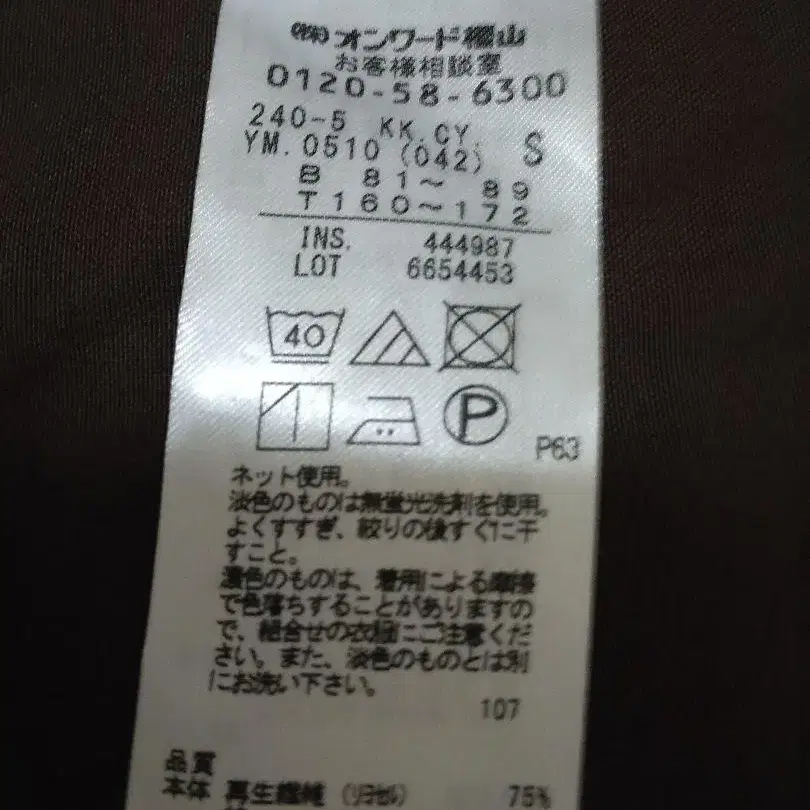 ㈱オンワード樫山
お客様相談室
0120-58-6300
240-5 KK.CY.
YM.0510 (042) S
B 81～ 89
T160～172
INS. 444987
LOT 6654453
40
P
P63
ネット使用。
淡色のものは無蛍光洗剤を使用。
よくすすぎ、絞りの後すぐに干
すこと。
濃色のものは、着用による摩擦
で色落ちすることがありますの
で、組合せの衣服にご注意くだ
さい。また、淡色のものとは別
にお洗い下さい。
107
品質
本体 再生繊維 (リヨセル) 75%